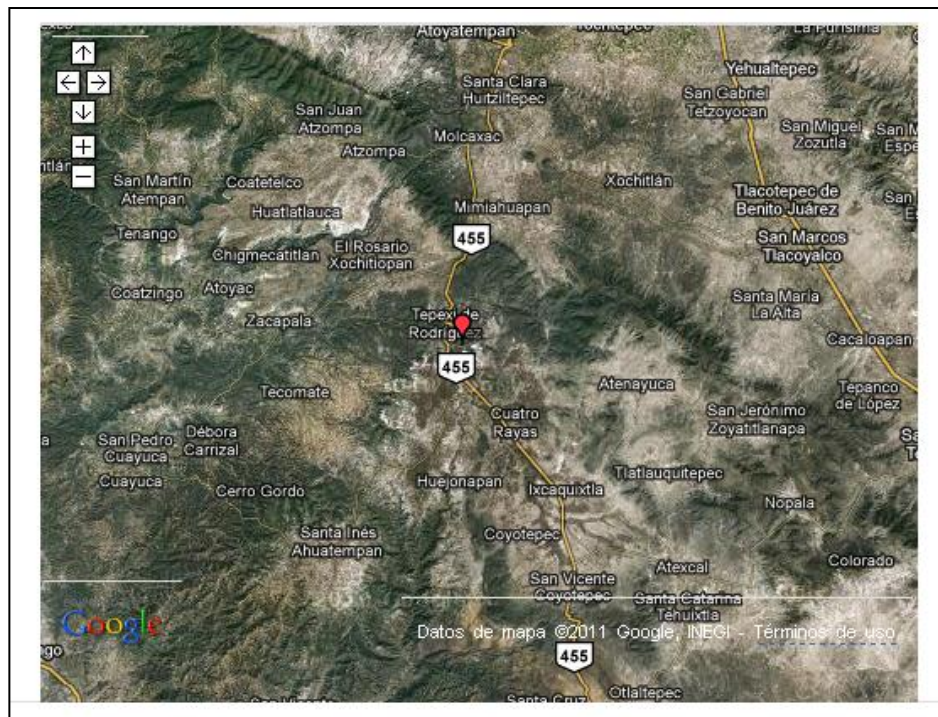 Atoyatempan
Yehualtepec
Santa Clara
Huitziltepec
San Gabriel
Tetzoyocan
San Juan
Atzompa
San Miguel
Zozutla
Molcaxac
Atzompa
Xochitlán
San Martín
Atempan
Coatetelco
Tlacotepec de
Benito Juárez
Huatlatlauca
Mimiahuapan
Tenango
455
San Marcos
Tlacoyalco
El Rosario
Xochitiopan
Chigmecatitlan
Coatzingo
Atoyac
Santa María
La Alta
Zacapala
Tepexi de
Rodríguez
Cacaloapan
455
Tecomate
Atenayuca
Tepanco
de López
Cuatro
Rayas
San Jerónimo
Zoyatitlanapa
San Pedro
Cuayuca
Débora
Carrizal
Cuayuca
Huejonapan
Tlatlauquitepec
Cerro Gordo
Ixcaquixtla
Nopala
Santa Inés
Ahuatempan
Coyotepec
Colorado
Atexcal
San Vicente
Coyotepec
Santa Catarina
Tehuixtla
Google
Datos de mapa ©2011 Google, INEGI - Términos de uso
455
Otlaltepec
Santa Cruz